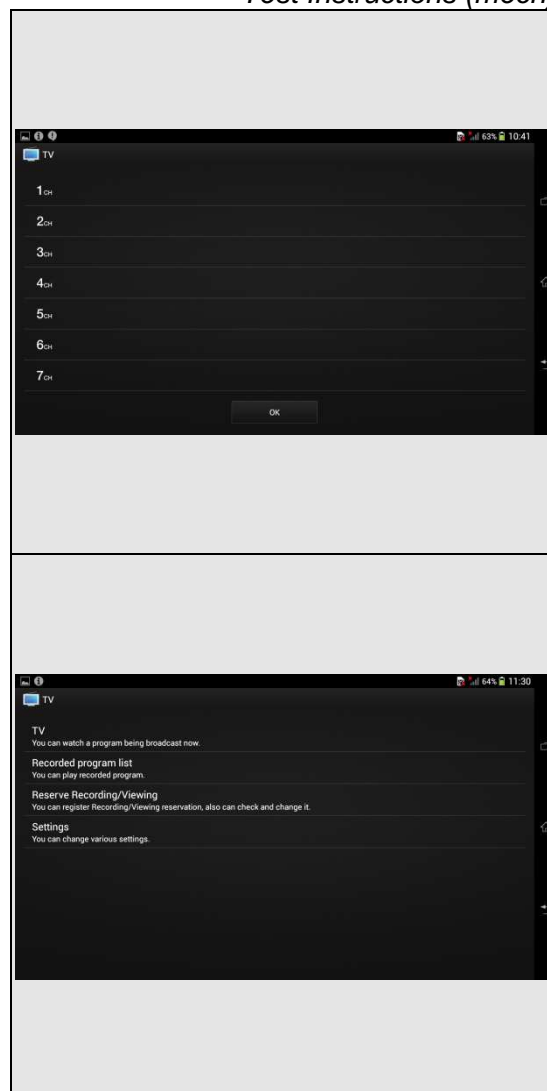 Test Instructions (mech)
63% 10:41
TV
1CH
2CH
3CH
4CH
5CH
6CH
7CH
OK
64% 11:30
TV
TV
You can watch a program being broadcast now.
Recorded program list
You can play recorded program.
Reserve Recording/Viewing
You can register Recording/Viewing reservation, also can check and change it.
Settings
You can change various settings.